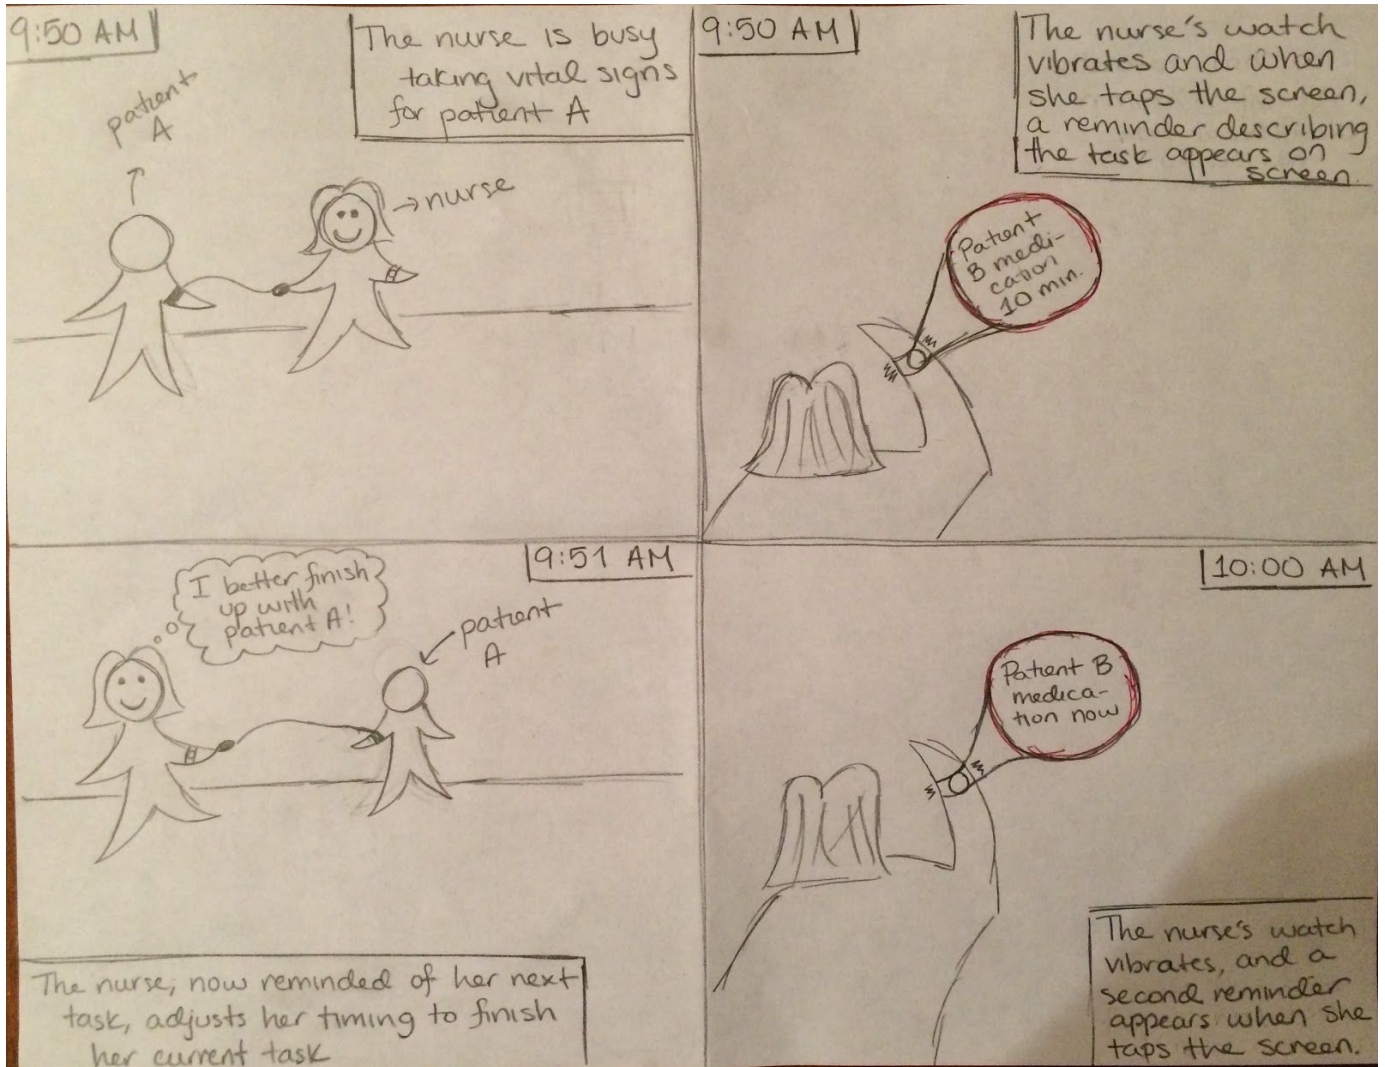 9:50 AM
The nurse is busy
taking vital signs
for patient A
patient
A
→nurse
9:50 AM
The nurse's watch
vibrates and when
she taps the screen,
a reminder describing
the task appears on
screen.
Patient
B medi-
cation
10 min.
9:51 AM
I better finish
up with
patient A!
patient
A
The nurse, now reminded of her next
task, adjusts her timing to finish
her current task
10:00 AM
Patient B
medica-
tion now
The nurse's watch
vibrates, and a
second reminder
appears when she
taps the screen.